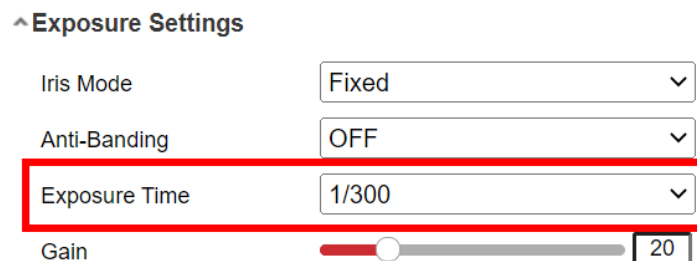 Exposure Settings
Iris Mode Fixed
Anti-Banding OFF
Exposure Time 1/300
Gain 20